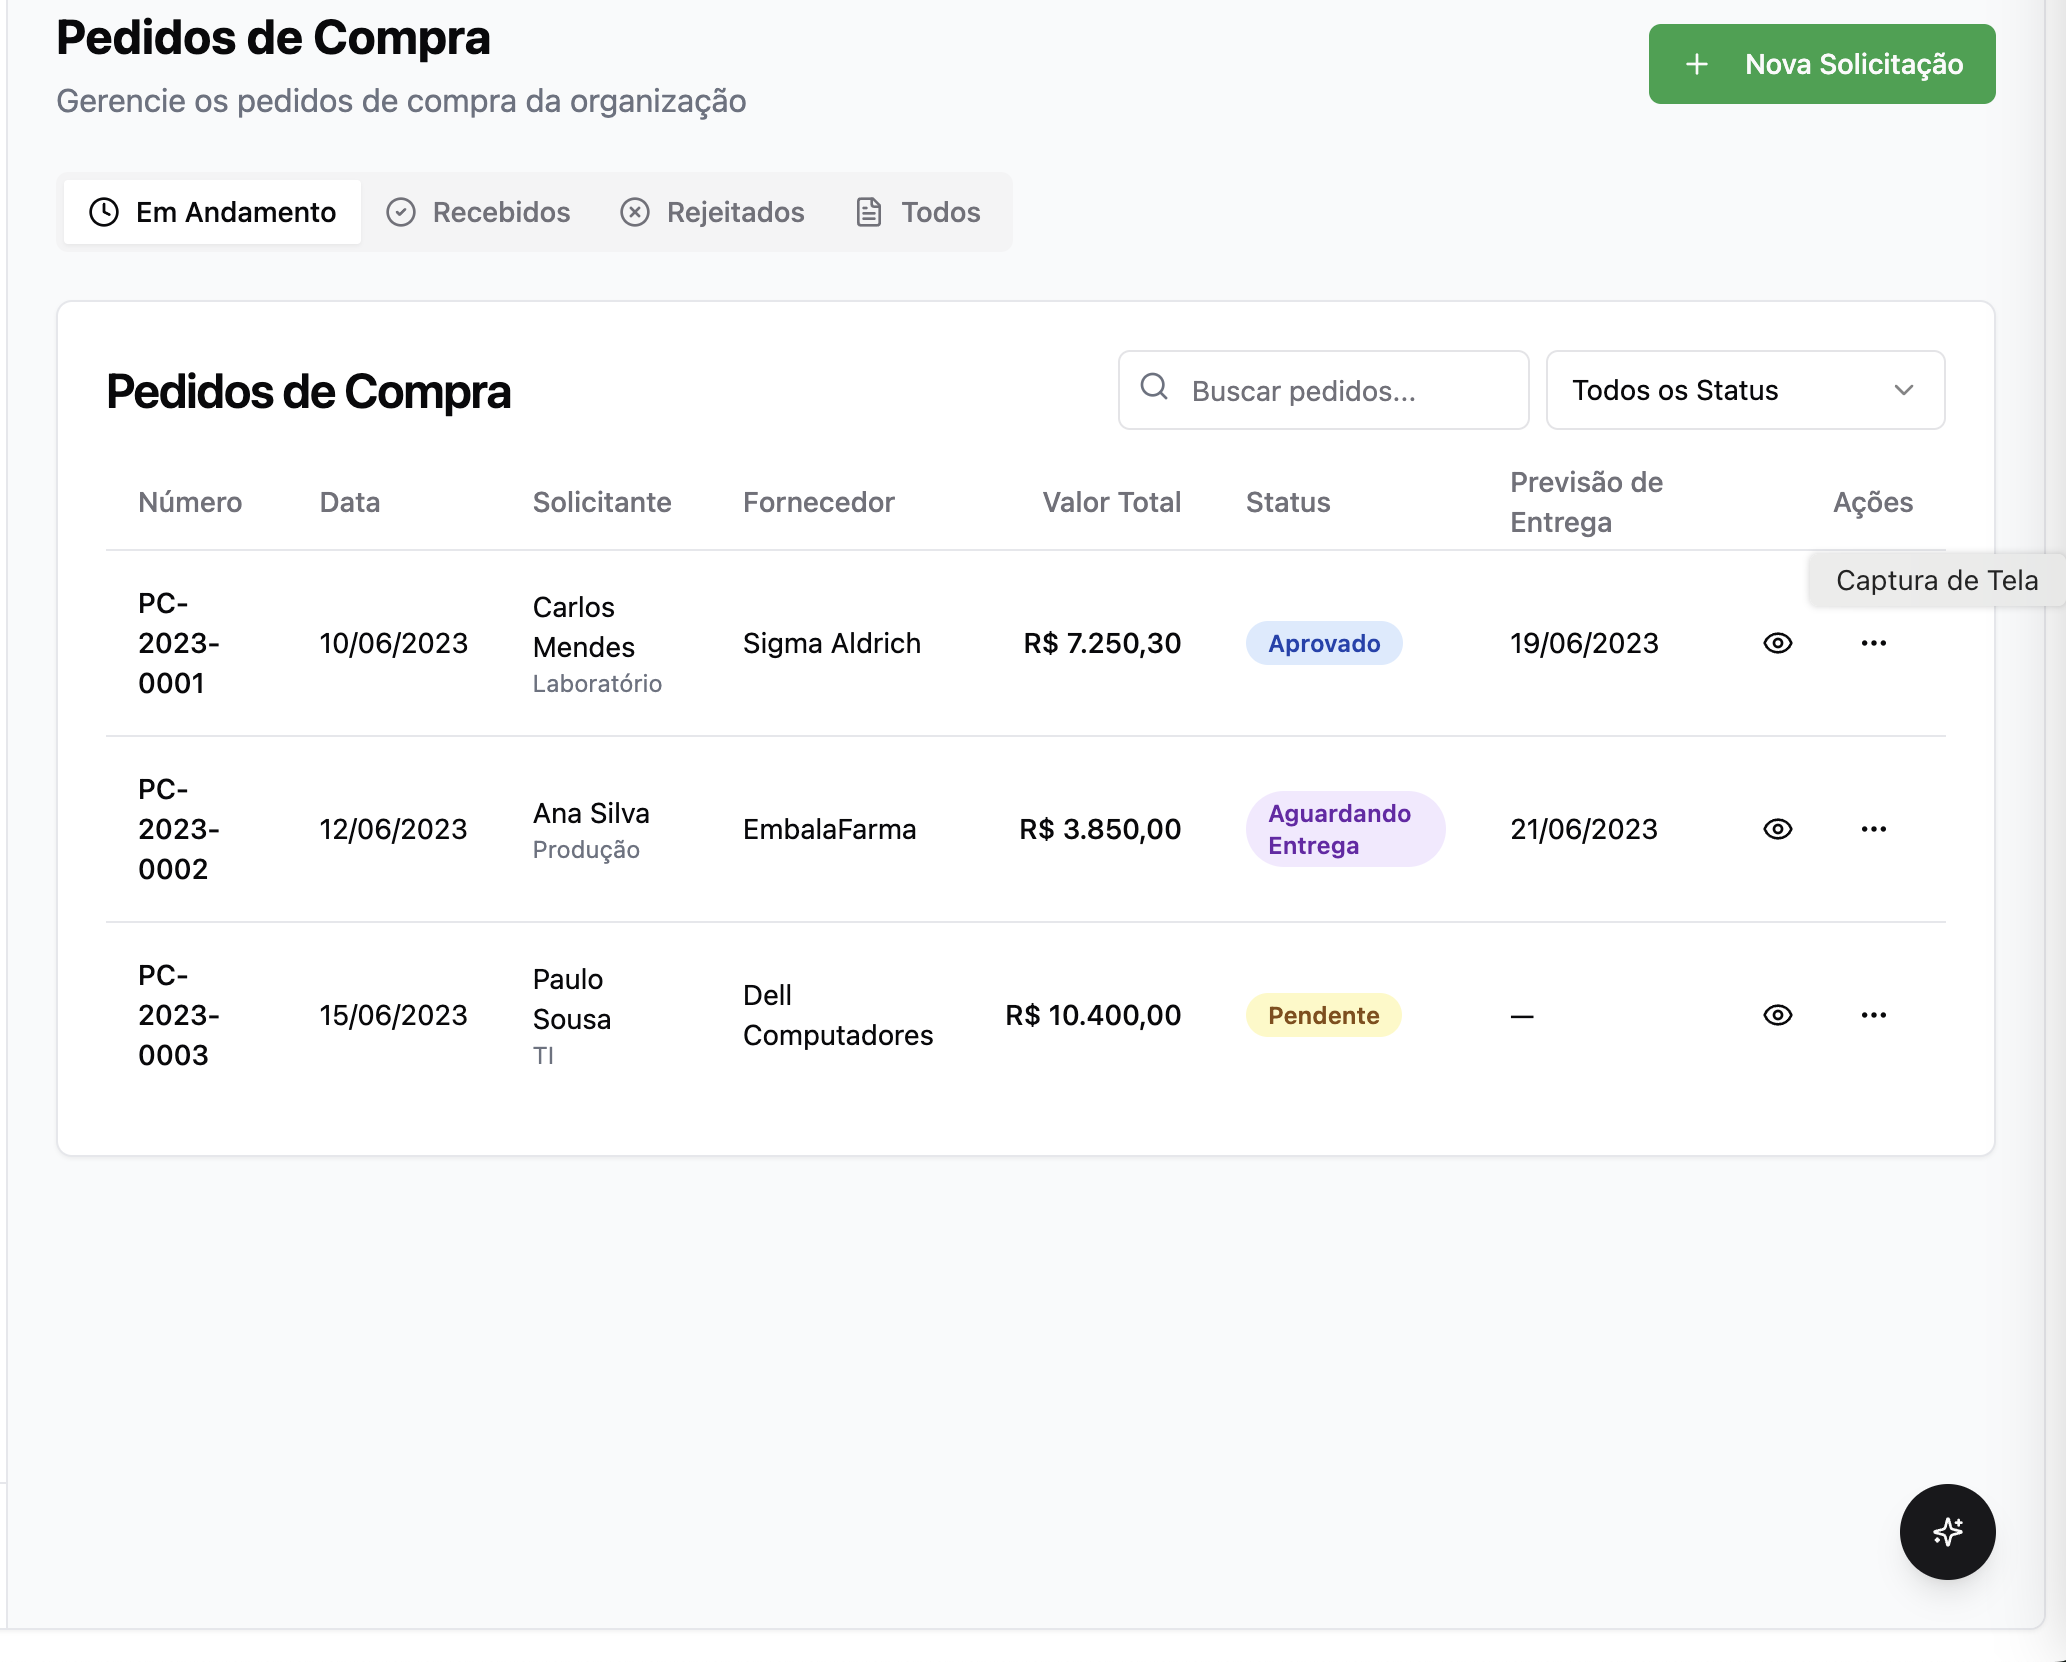 Pedidos de Compra
Gerencie os pedidos de compra da organização
+ Nova Solicitação
Em Andamento
Recebidos
Rejeitados
Todos
Pedidos de Compra
Buscar pedidos...
Todos os Status
Número
Data
Solicitante
Fornecedor
Valor Total
Status
Previsão de
Entrega
Ações
Captura de Tela
PC-
2023-
0001
10/06/2023
Carlos
Mendes
Laboratório
Sigma Aldrich
R$ 7.250,30
Aprovado
19/06/2023
PC-
2023-
0002
12/06/2023
Ana Silva
Produção
EmbalaFarma
R$ 3.850,00
Aguardando
Entrega
21/06/2023
PC-
2023-
0003
15/06/2023
Paulo
Sousa
TI
Dell
Computadores
R$ 10.400,00
Pendente
—